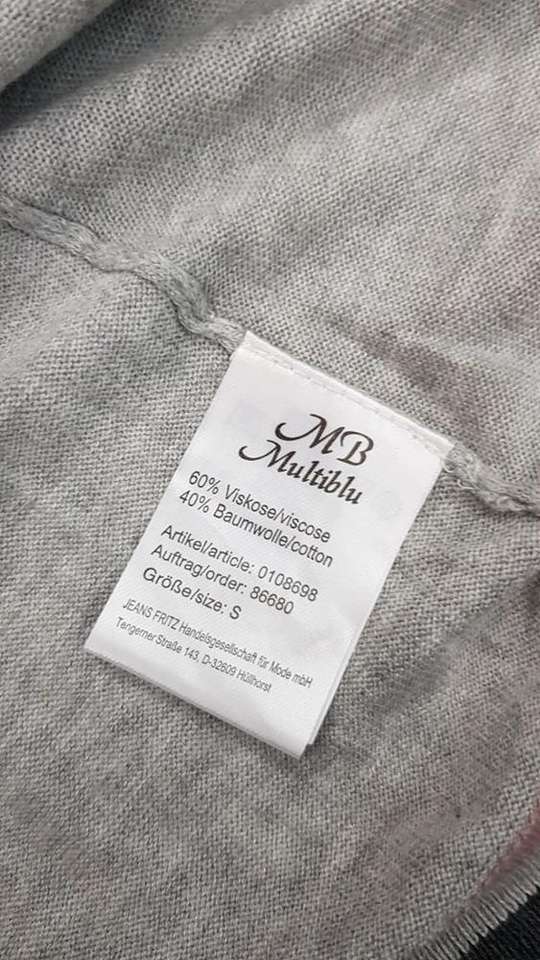 MB
Multiblu
60% Viskose/viscose
40% Baumwolle/cotton
Artikel/article: 0108698
Auftrag/order: 86680
Größe/size: S
JEANS FRITZ Handelsgesellschaft für Mode mbH
Tengerner Straße 143, D-32609 Hüllhorst